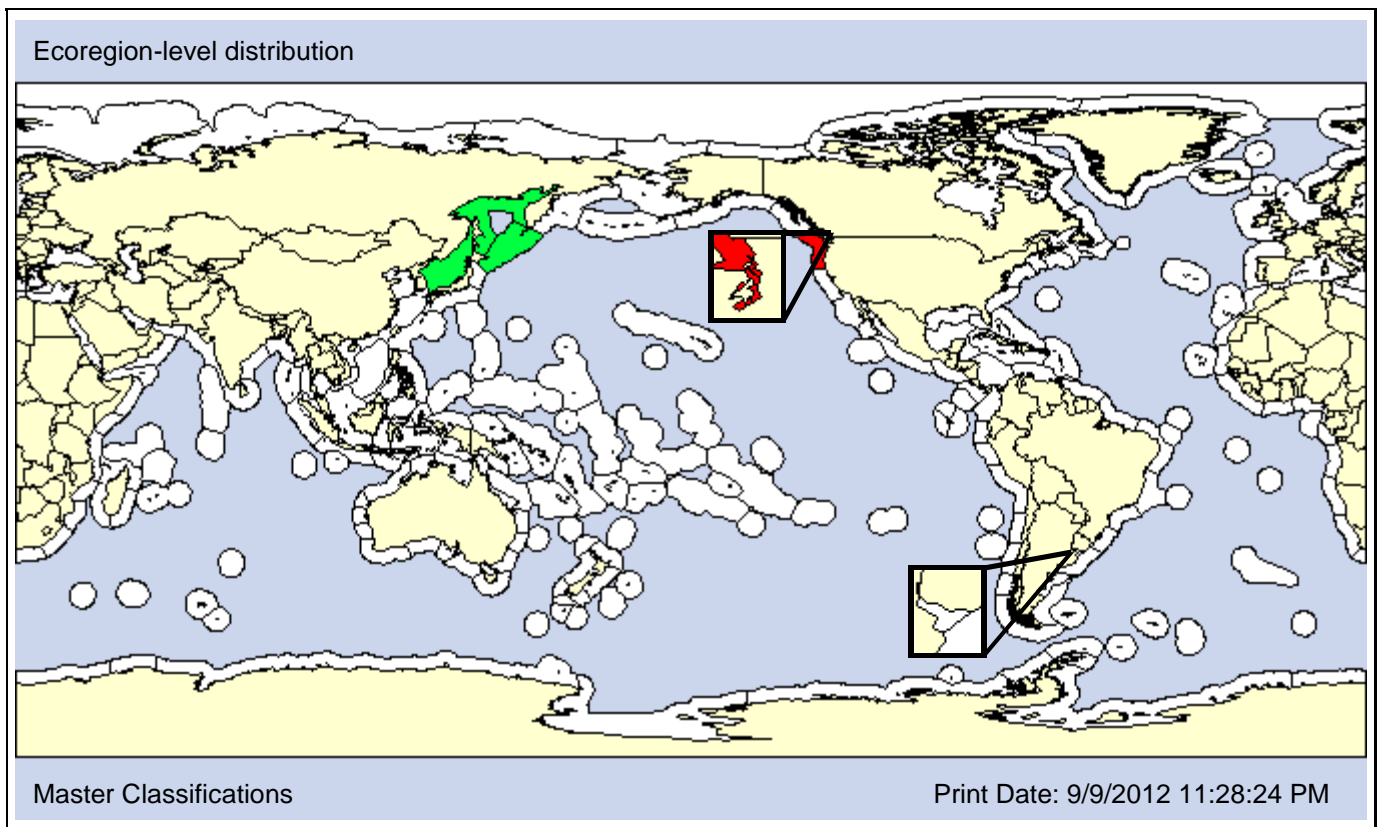 Ecoregion-level distribution
Master Classifications
Print Date: 9/9/2012 11:28:24 PM